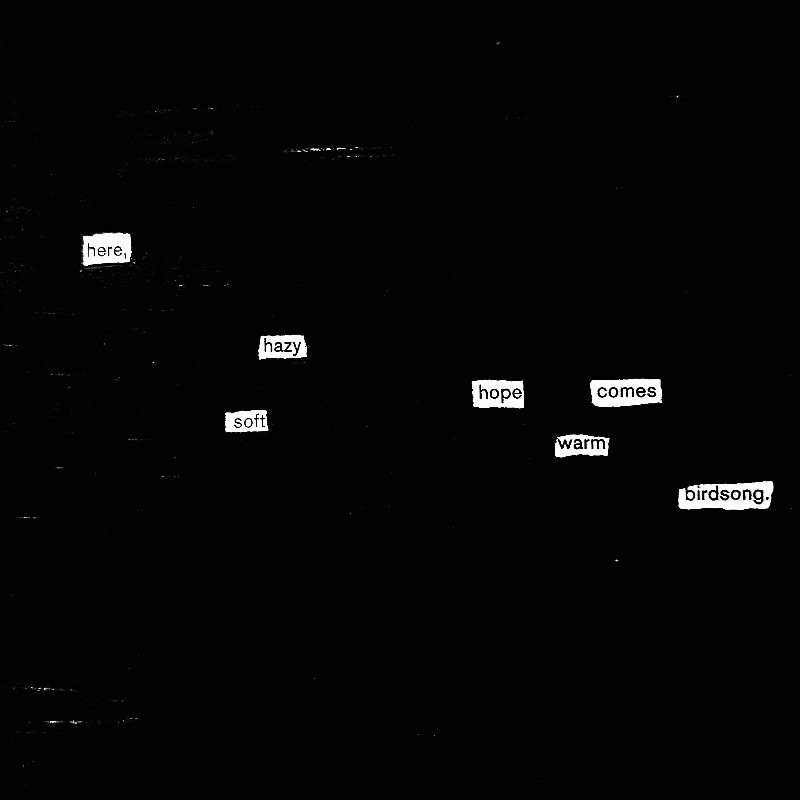 here,
hazy
hope comes
soft
warm
birdsong.